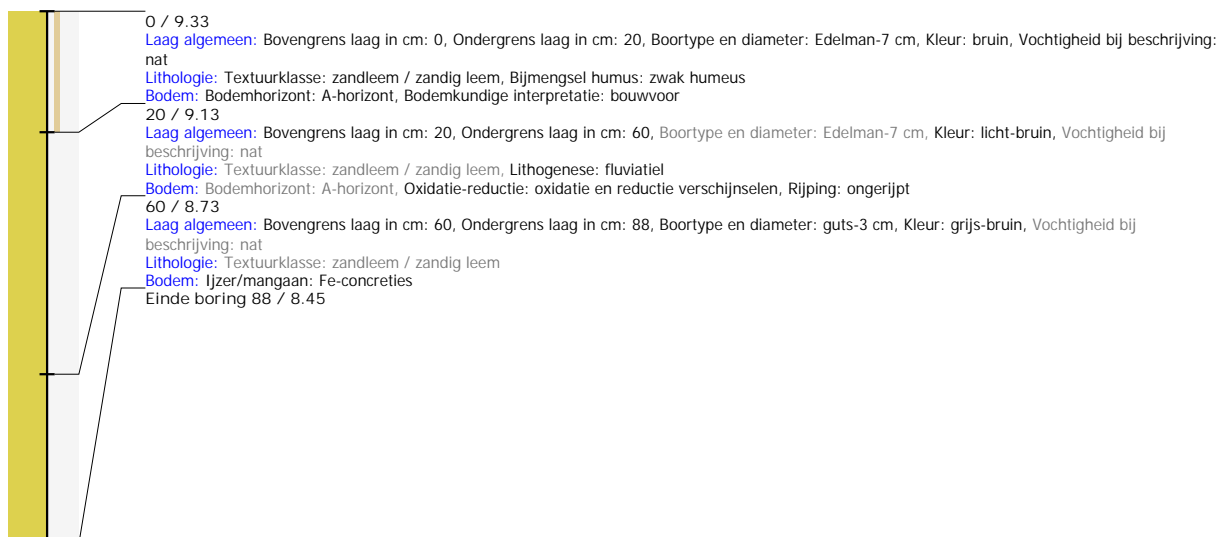 0 / 9.33
Laag algemeen: Bovengrens laag in cm: 0, Ondergrens laag in cm: 20, Boortype en diameter: Edelman-7 cm, Kleur: bruin, Vochtigheid bij beschrijving:
nat
Lithologie: Textuurklasse: zandleem / zandig leem, Bijmengsel humus: zwak humeus
Bodem: Bodemhorizont: A-horizont, Bodemkundige interpretatie: bouwvoor
20 / 9.13
Laag algemeen: Bovengrens laag in cm: 20, Ondergrens laag in cm: 60, Boortype en diameter: Edelman-7 cm, Kleur: licht-bruin, Vochtigheid bij
beschrijving: nat
Lithologie: Textuurklasse: zandleem / zandig leem, Lithogenese: fluviatiel
Bodem: Bodemhorizont: A-horizont, Oxidatie-reductie: oxidatie en reductie verschijnselen, Rijping: ongerijpt
60 / 8.73
Laag algemeen: Bovengrens laag in cm: 60, Ondergrens laag in cm: 88, Boortype en diameter: guts-3 cm, Kleur: grijs-bruin, Vochtigheid bij
beschrijving: nat
Lithologie: Textuurklasse: zandleem / zandig leem
Bodem: Ijzer/mangaan: Fe-concreties
Einde boring 88 / 8.45